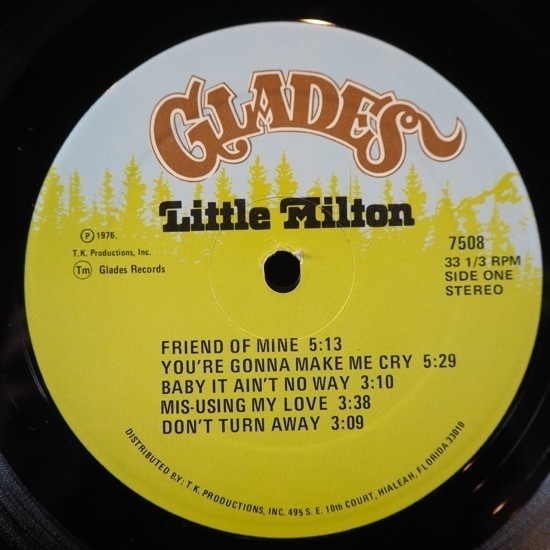 GLADES
Little Milton
Ⓟ 1976,
T.K. Productions, Inc.
Tm Glades Records
7508
33 1/3 RPM
SIDE ONE
STEREO
FRIEND OF MINE 5:13
YOU'RE GONNA MAKE ME CRY 5:29
BABY IT AIN'T NO WAY 3:10
MIS-USING MY LOVE 3:38
DON'T TURN AWAY 3:09
DISTRIBUTED BY: T.K. PRODUCTIONS, INC. 495 S.E. 10th COURT, HIALEAH, FLORIDA 33010